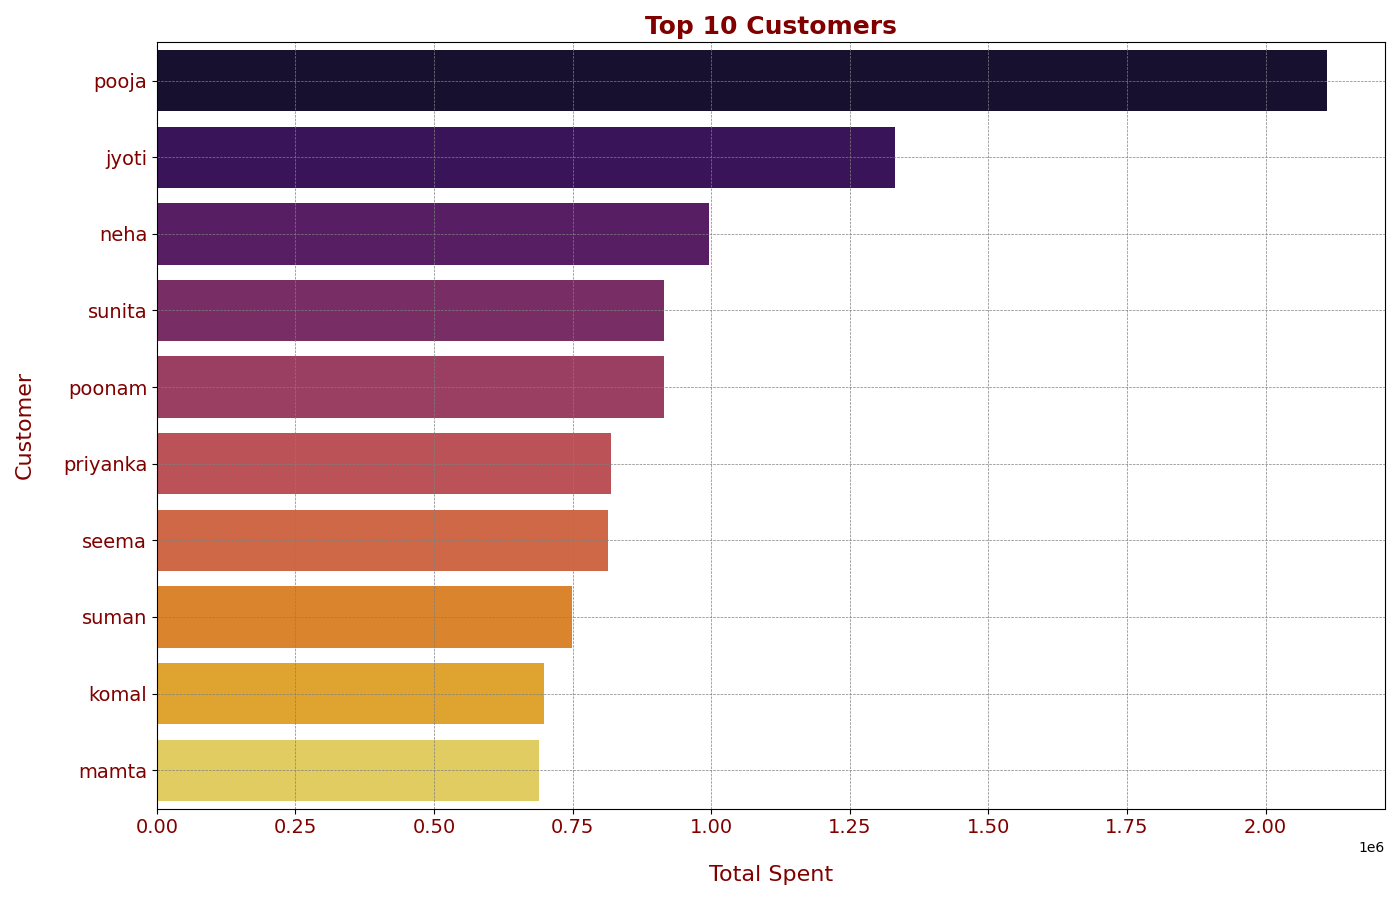 Top 10 Customers
pooja
jyoti
neha
sunita
poonam
priyanka
seema
suman
komal
mamta
Customer
0.00 0.25 0.50 0.75 1.00 1.25 1.50 1.75 2.00
1e6
Total Spent